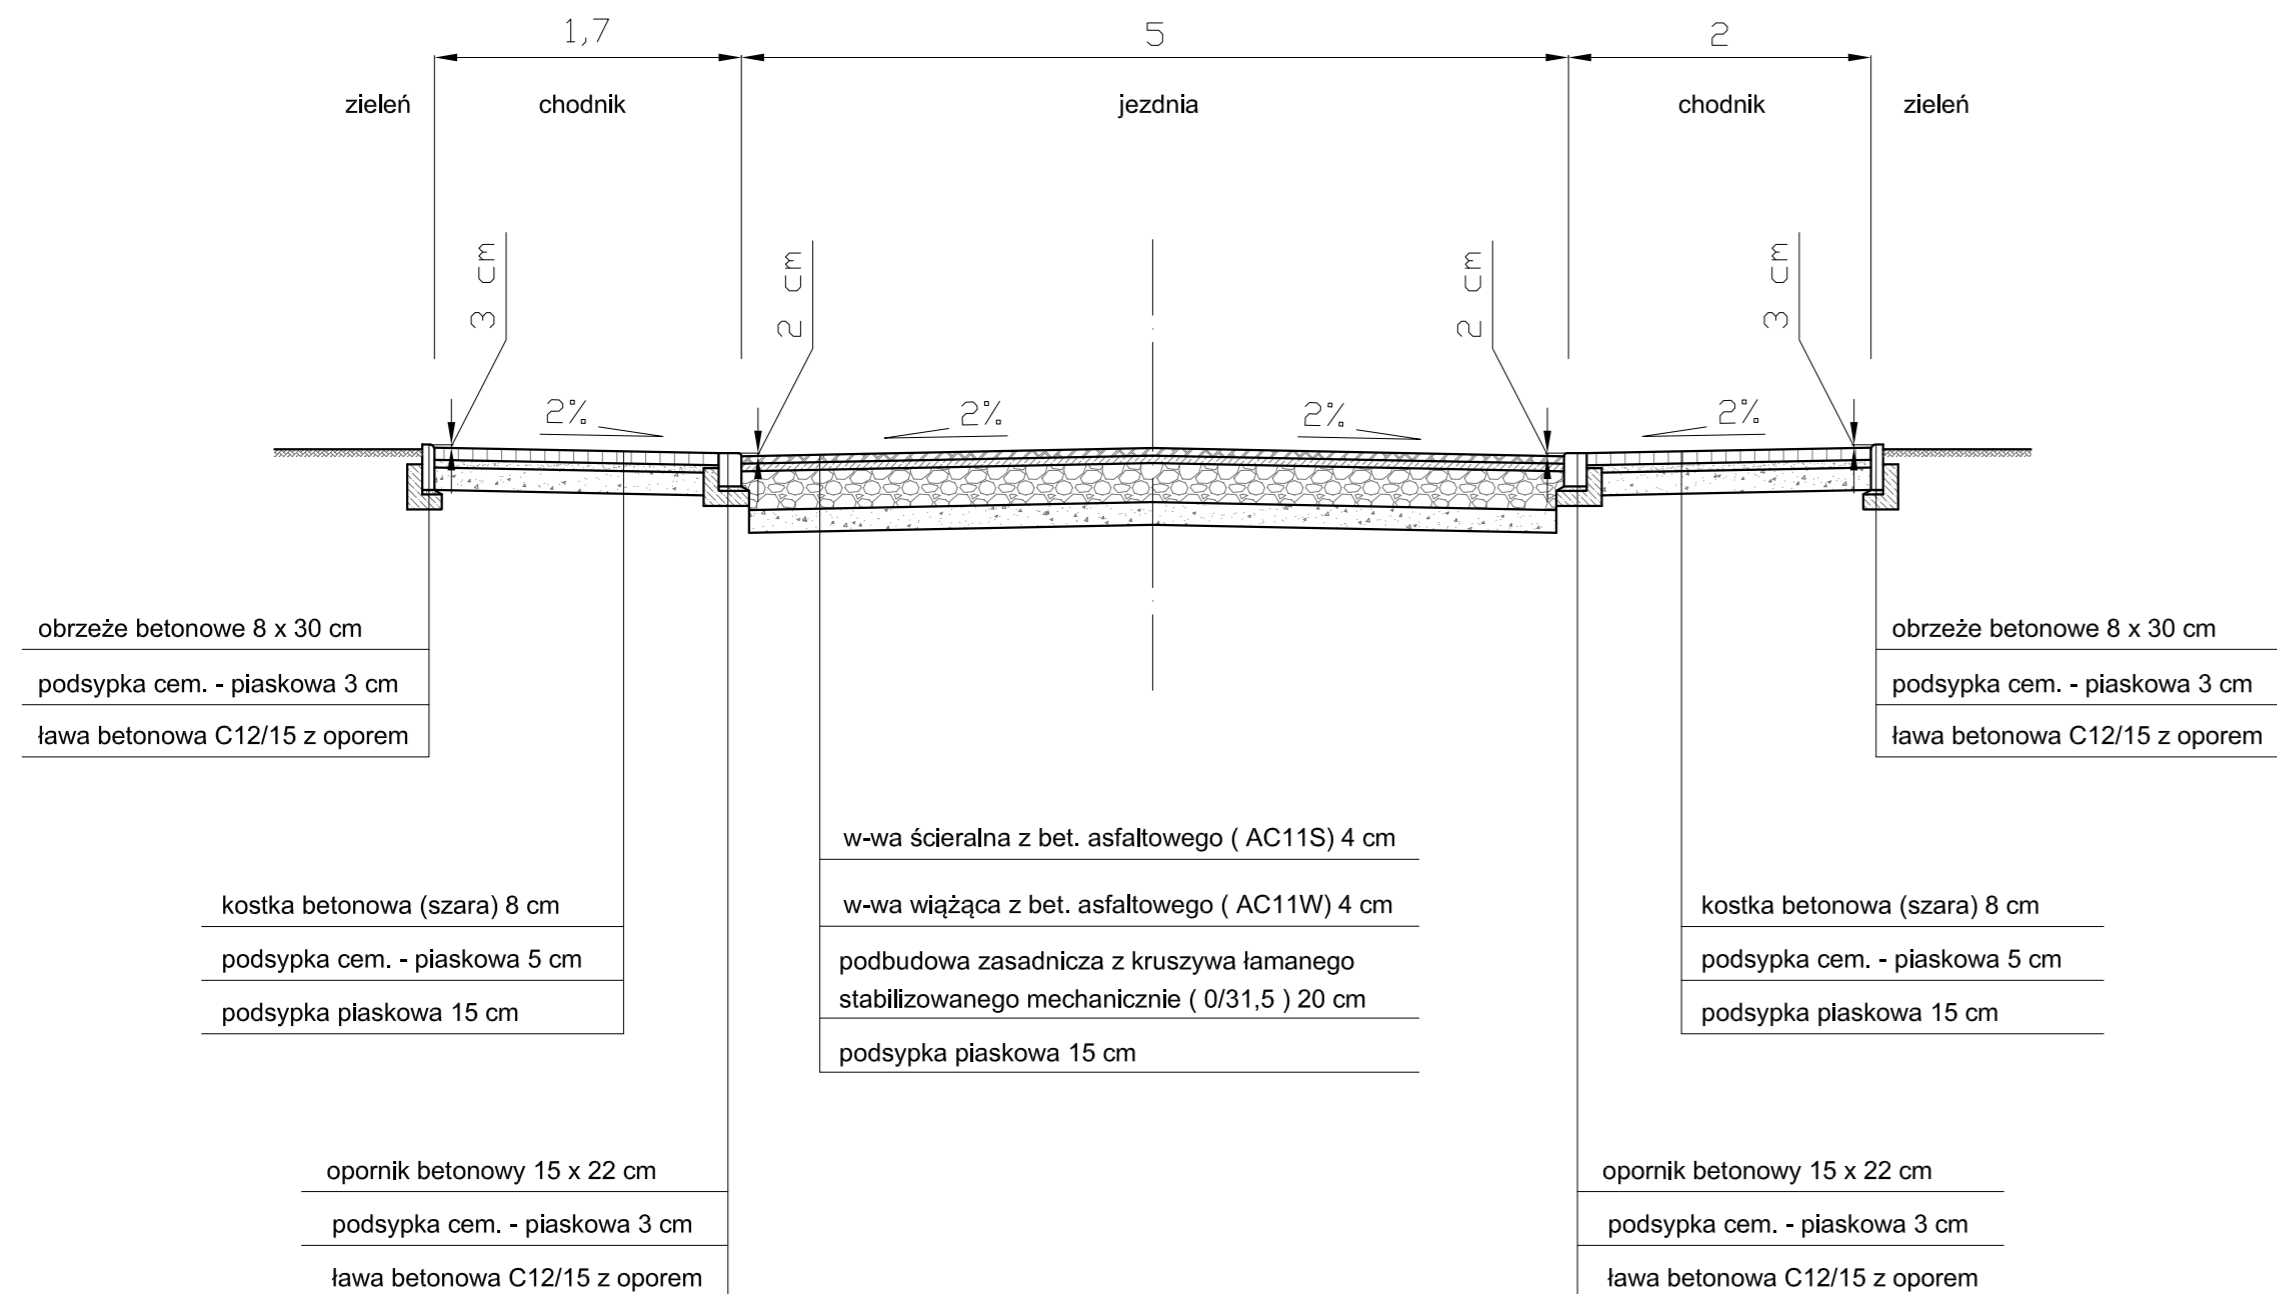 1,7
5
2
zieleń
chodnik
jezdnia
chodnik
zieleń
3 cm
2 cm
2 cm
3 cm
2%
2%
2%
2%
obrzeże betonowe 8 x 30 cm
podsypka cem. - piaskowa 3 cm
ława betonowa C12/15 z oporem
obrzeże betonowe 8 x 30 cm
podsypka cem. - piaskowa 3 cm
ława betonowa C12/15 z oporem
kostka betonowa (szara) 8 cm
podsypka cem. - piaskowa 5 cm
podsypka piaskowa 15 cm
w-wa ścieralna z bet. asfaltowego ( AC11S) 4 cm
w-wa wiążąca z bet. asfaltowego ( AC11W) 4 cm
podbudowa zasadnicza z kruszywa łamanego
stabilizowanego mechanicznie ( 0/31,5 ) 20 cm
podsypka piaskowa 15 cm
kostka betonowa (szara) 8 cm
podsypka cem. - piaskowa 5 cm
podsypka piaskowa 15 cm
opornik betonowy 15 x 22 cm
podsypka cem. - piaskowa 3 cm
ława betonowa C12/15 z oporem
opornik betonowy 15 x 22 cm
podsypka cem. - piaskowa 3 cm
ława betonowa C12/15 z oporem